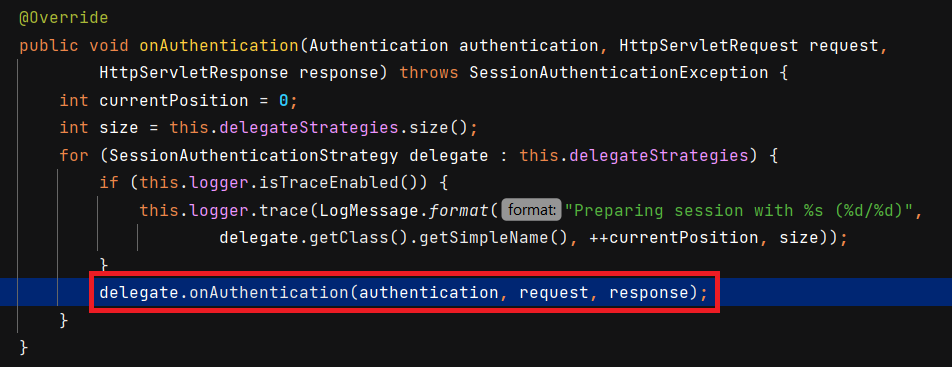 @Override
public void onAuthentication(Authentication authentication, HttpServletRequest request,
        HttpServletResponse response) throws SessionAuthenticationException {
    int currentPosition = 0;
    int size = this.delegateStrategies.size();
    for (SessionAuthenticationStrategy delegate : this.delegateStrategies) {
        if (this.logger.isTraceEnabled()) {
            this.logger.trace(LogMessage.format( format: "Preparing session with %s (%d/%d)",
                    delegate.getClass().getSimpleName(), ++currentPosition, size));
        }
        delegate.onAuthentication(authentication, request, response);
    }
}